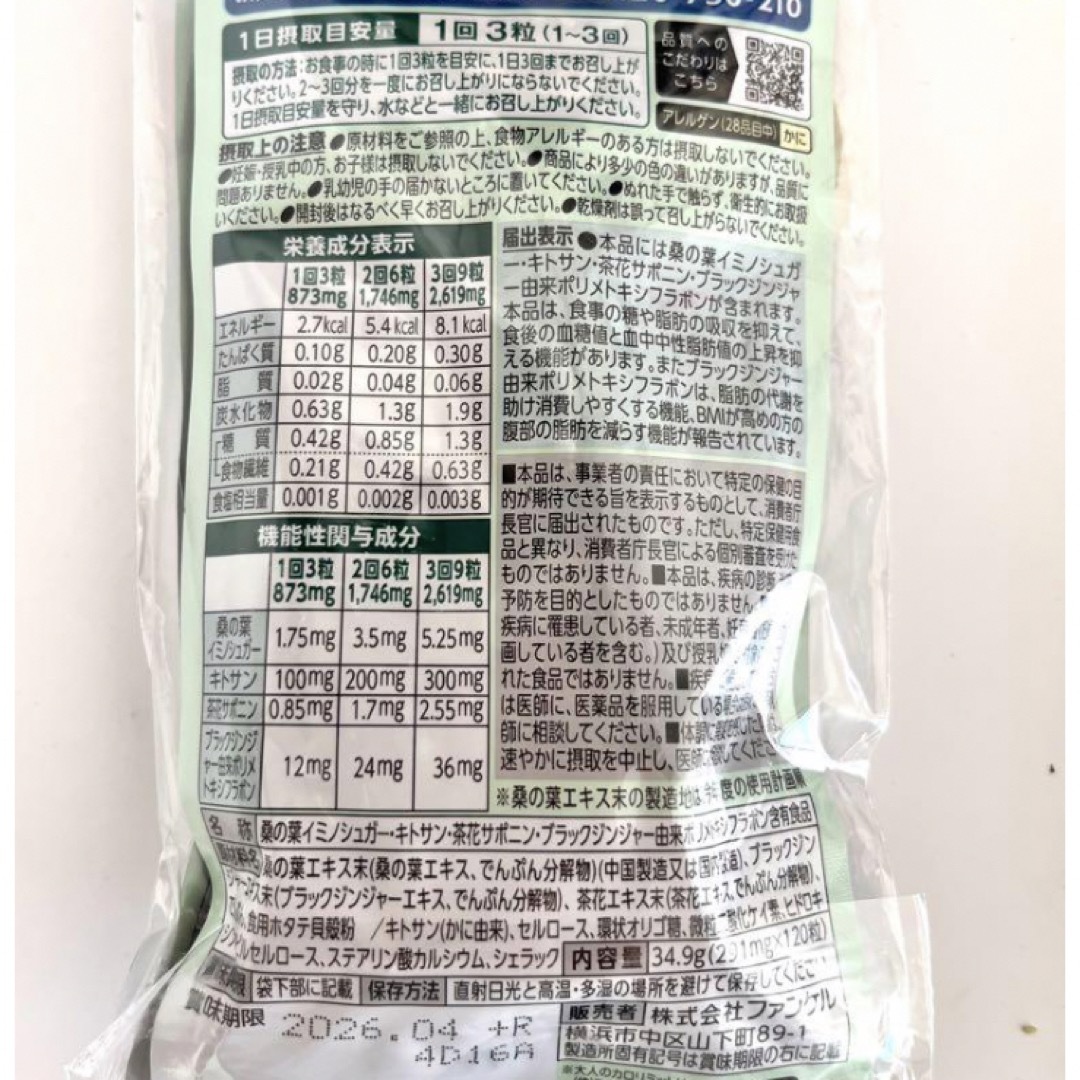 1日摂取目安量 1回3粒(1~3回)
摂取の方法:お食事の時に1回3粒を目安に、1日3回までお召し上が
りください。2~3回分を一度にお召し上がりにならないでください。
1日摂取目安量を守り、水などと一緒にお召し上がりください。
品質への
こだわりは
こちら
アレルゲン(28品目中) かに
摂取上の注意 ●原材料をご参照の上、食物アレルギーのある方は摂取しないでください。
●妊娠・授乳中の方、お子様は摂取しないでください。●商品により多少の色の違いがありますが、品質に
問題ありません。●乳幼児の手の届かないところに置いてください。●ぬれた手で触らず、衛生的にお取扱
いください。●開封後はなるべく早くお召し上がりください。●乾燥剤は誤って召し上がらないでください。
栄養成分表示
1回3粒 2回6粒 3回9粒
873mg 1,746mg 2,619mg
エネルギー 2.7kcal 5.4kcal 8.1kcal
たんぱく質 0.10g 0.20g 0.30g
脂質 0.02g 0.04g 0.06g
炭水化物 0.63g 1.3g 1.9g
┌糖質 0.42g 0.85g 1.3g
└食物繊維 0.21g 0.42g 0.63g
食塩相当量 0.001g 0.002g 0.003g
機能性関与成分
1回3粒 2回6粒 3回9粒
873mg 1,746mg 2,619mg
桑の葉
イミノシュガー 1.75mg 3.5mg 5.25mg
キトサン 100mg 200mg 300mg
茶花サポニン 0.85mg 1.7mg 2.55mg
ブラックジンジ
ャー由来ポリメ
トキシフラボン 12mg 24mg 36mg
届出表示 ●本品には桑の葉イミノシュガ
ー・キトサン・茶花サポニン・ブラックジンジャ
ー由来ポリメトキシフラボンが含まれます。
本品は、食事の糖や脂肪の吸収を抑えて、
食後の血糖値と血中中性脂肪値の上昇を抑
える機能があります。またブラックジンジャー
由来ポリメトキシフラボンは、脂肪の代謝を
助け消費しやすくする機能、BMIが高めの方の
腹部の脂肪を減らす機能が報告されています。
■本品は、事業者の責任において特定の保健の目
的が期待できる旨を表示するものとして、消費者庁
長官に届出されたものです。ただし、特定保健用食
品と異なり、消費者庁長官による個別審査を受けた
ものではありません。■本品は、疾病の診断
予防を目的としたものではありません
疾病に罹患している者、未成年者、
画している者を含む。)及び授乳
れた食品ではありません。■疾
は医師に、医薬品を服用している
師に相談してください。■体調に
速やかに摂取を中止し、医師に
※桑の葉エキス末の製造地は、年度の使用計画順
名称 桑の葉イミノシュガー・キトサン・茶花サポニン・ブラックジンジャー由来ポリメトキシフラボン含有食品
桑の葉エキス末(桑の葉エキス、でんぷん分解物)(中国製造又は国内製造)、ブラックジン
ジャーエキス末(ブラックジンジャーエキス、でんぷん分解物)、茶花エキス末(茶花エキス、でんぷん分解物)、
食用ホタテ貝殻粉 /キトサン(かに由来)、セルロース、環状オリゴ糖、微粒二酸化ケイ素、ヒドロキ
シプロピルセルロース、ステアリン酸カルシウム、シェラック 内容量 34.9g(291mg×120粒)
袋下部に記載 保存方法 直射日光と高温・多湿の場所を避けて保存してください
賞味期限 2026.04 +R
4D16A
販売者 株式会社ファンケル
横浜市中区山下町89-1
製造所固有記号は賞味期限の右に記載